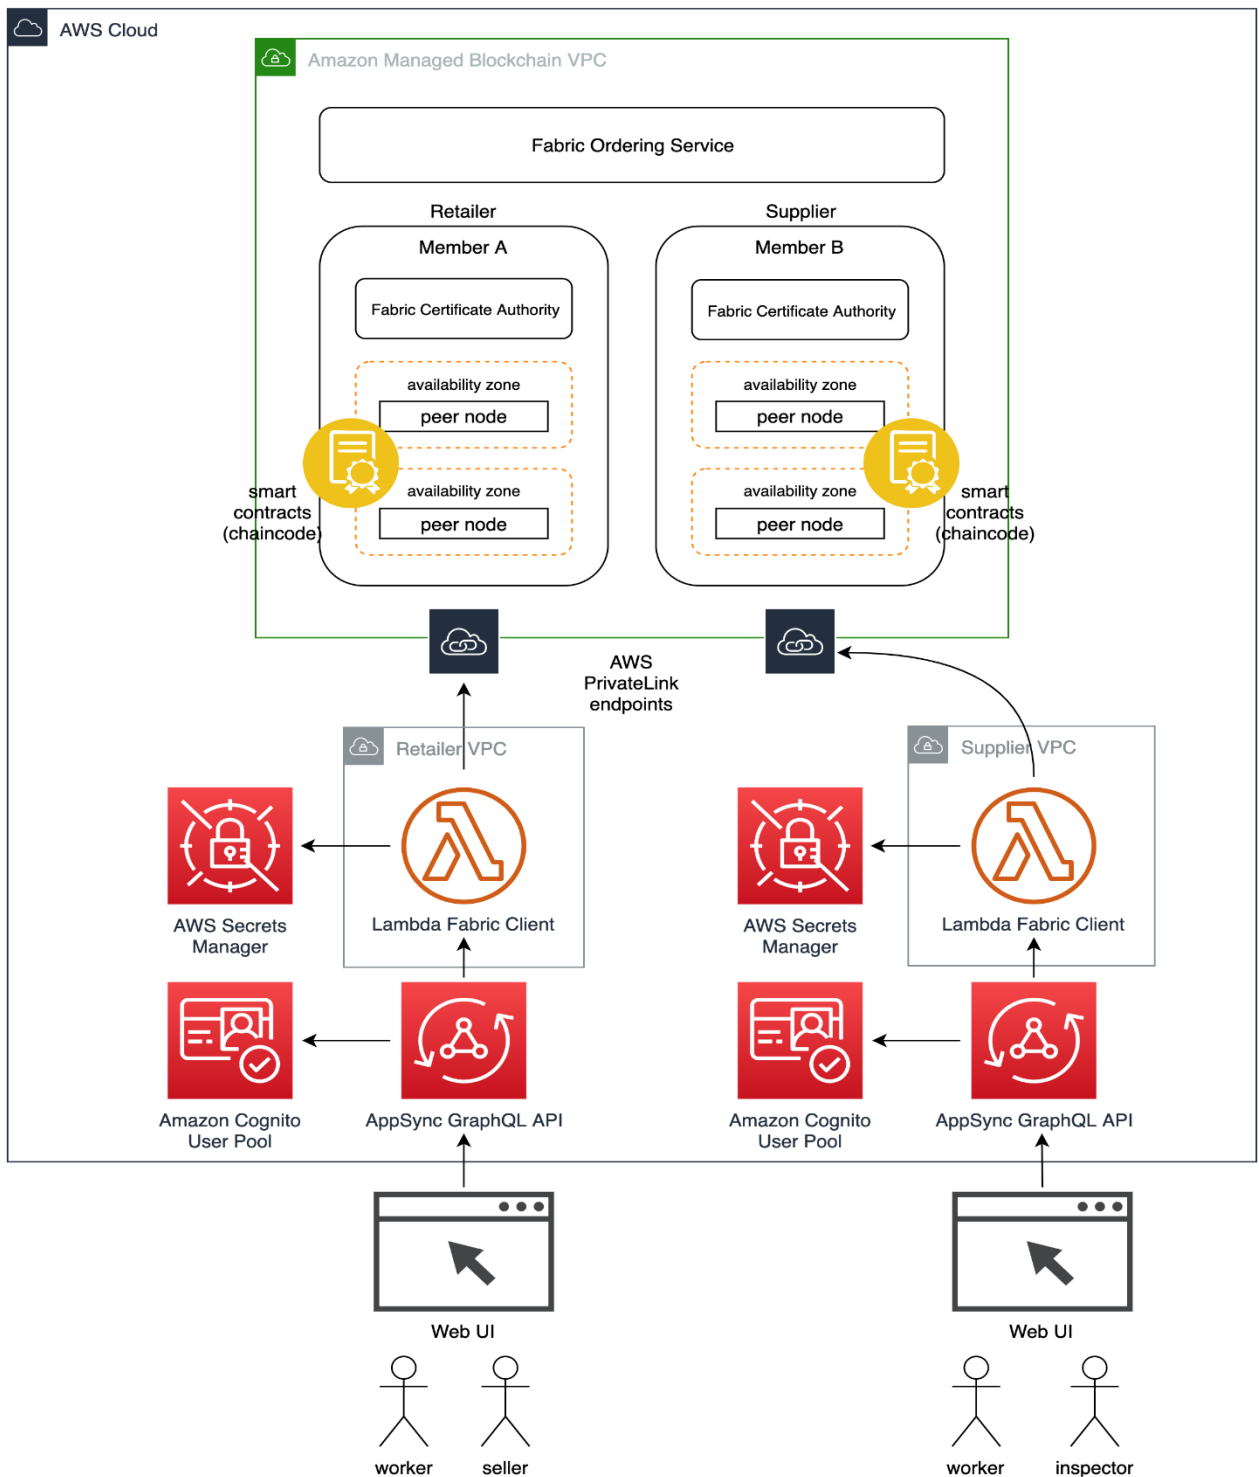 AWS Cloud
Amazon Managed Blockchain VPC
Fabric Ordering Service
Retailer
Supplier
Member A
Member B
Fabric Certificate Authority
Fabric Certificate Authority
availability zone
peer node
availability zone
peer node
availability zone
peer node
availability zone
peer node
smart
contracts
(chaincode)
smart
contracts
(chaincode)
AWS
PrivateLink
endpoints
Retailer VPC
Supplier VPC
AWS Secrets
Manager
Lambda Fabric Client
AWS Secrets
Manager
Lambda Fabric Client
Amazon Cognito
User Pool
AppSync GraphQL API
Amazon Cognito
User Pool
AppSync GraphQL API
Web UI
Web UI
worker
seller
worker
inspector